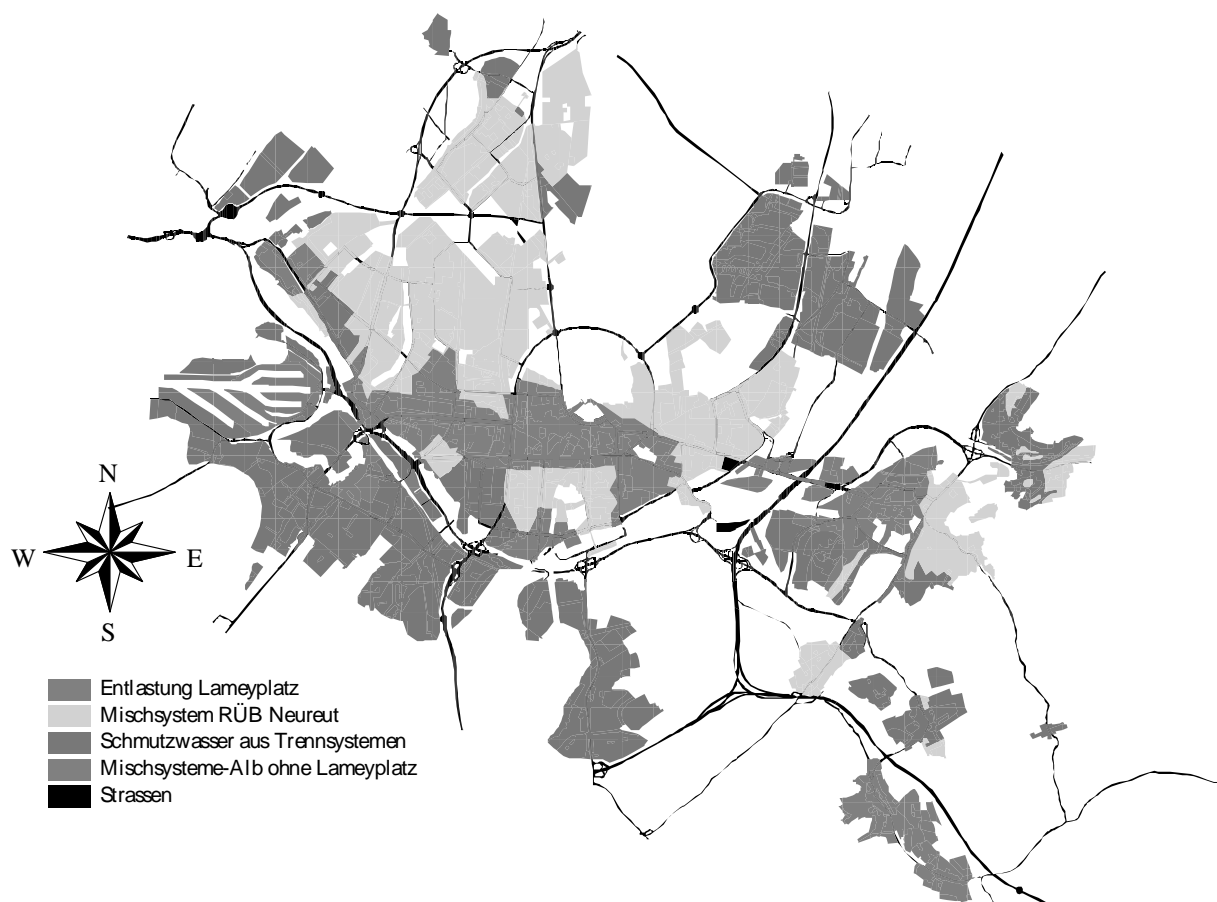 N
W
E
S
Entlastung Lameyplatz
Mischsystem RÜB Neureut
Schmutzwasser aus Trennsystemen
Mischsysteme-Alb ohne Lameyplatz
Strassen